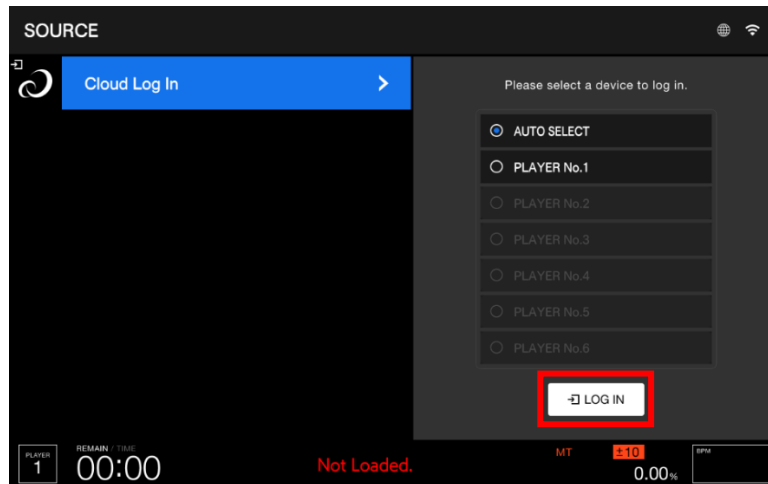 SOURCE
Cloud Log In
Please select a device to log in.
AUTO SELECT
PLAYER No.1
PLAYER No.2
PLAYER No.3
PLAYER No.4
PLAYER No.5
PLAYER No.6
LOG IN
PLAYER
1
REMAIN / TIME
00:00
Not Loaded.
MT
±10
0.00%
BPM